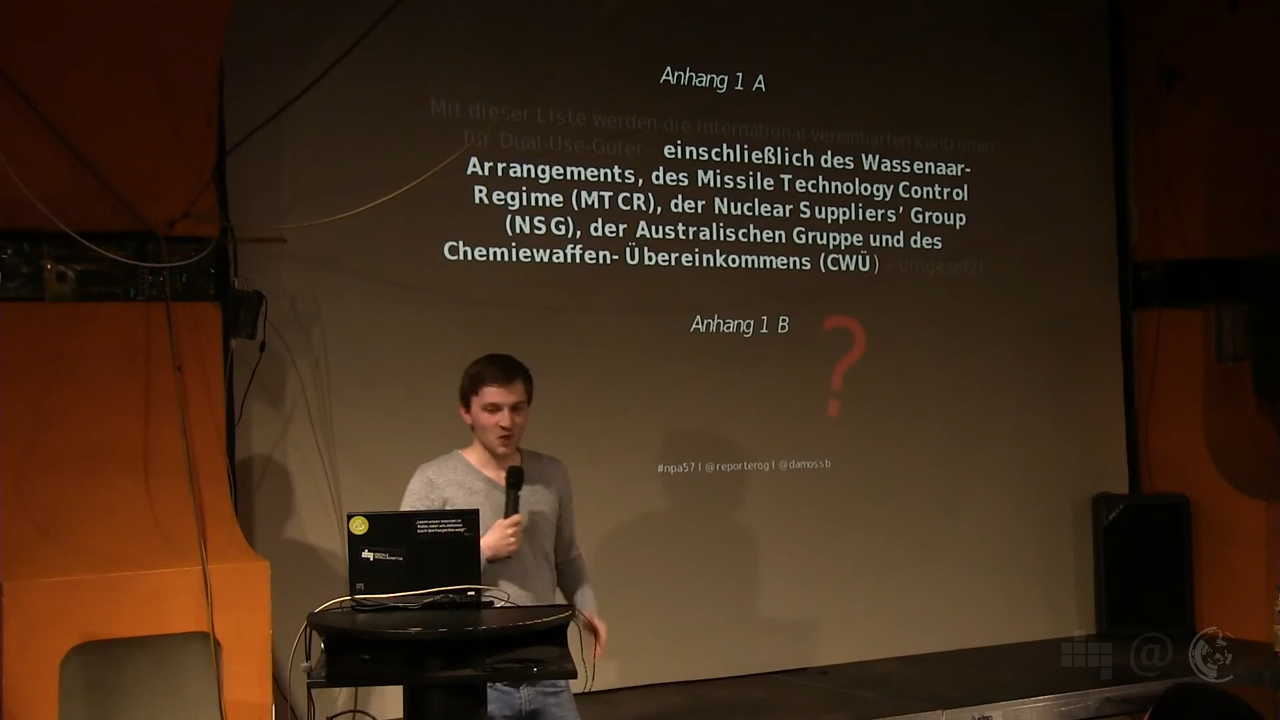 Anhang 1 A
Mit dieser Liste werden die international vereinbarten Kontrollen
für Dual-Use-Güter - einschließlich des Wassenaar-
Arrangements, des Missile Technology Control
Regime (MTCR), der Nuclear Suppliers' Group
(NSG), der Australischen Gruppe und des
Chemiewaffen- Übereinkommens (CWÜ) - umgesetzt
Anhang 1 B
?
#npa57 | @reporterog | @damossb
@